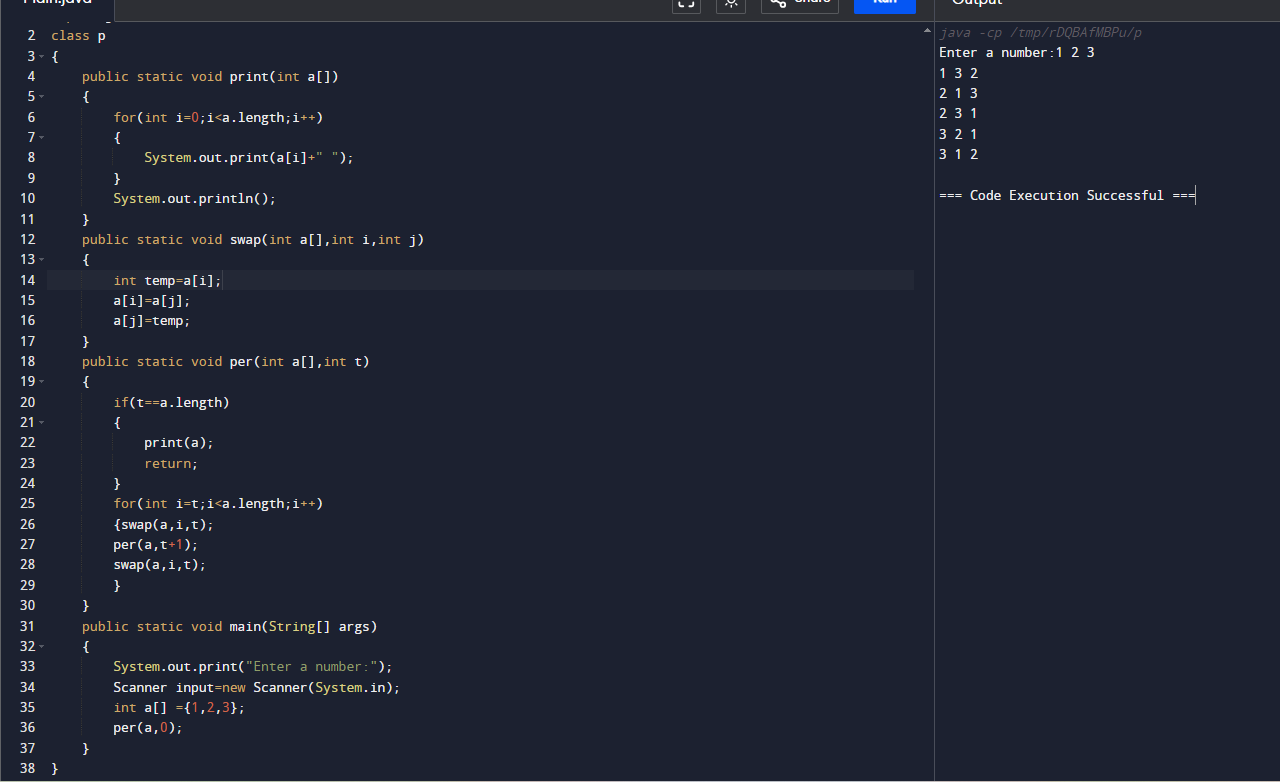 Main.java
Share
Run
Output
2 class p
3 {
4     public static void print(int a[])
5     {
6         for(int i=0;i<a.length;i++)
7         {
8             System.out.print(a[i]+" ");
9         }
10         System.out.println();
11     }
12     public static void swap(int a[],int i,int j)
13     {
14         int temp=a[i];
15         a[i]=a[j];
16         a[j]=temp;
17     }
18     public static void per(int a[],int t)
19     {
20         if(t==a.length)
21         {
22             print(a);
23             return;
24         }
25         for(int i=t;i<a.length;i++)
26         {swap(a,i,t);
27         per(a,t+1);
28         swap(a,i,t);
29         }
30     }
31     public static void main(String[] args)
32     {
33         System.out.print("Enter a number:");
34         Scanner input=new Scanner(System.in);
35         int a[] ={1,2,3};
36         per(a,0);
37     }
38 }
java -cp /tmp/rDQBAfMBPu/p
Enter a number:1 2 3
1 3 2
2 1 3
2 3 1
3 2 1
3 1 2
=== Code Execution Successful ===